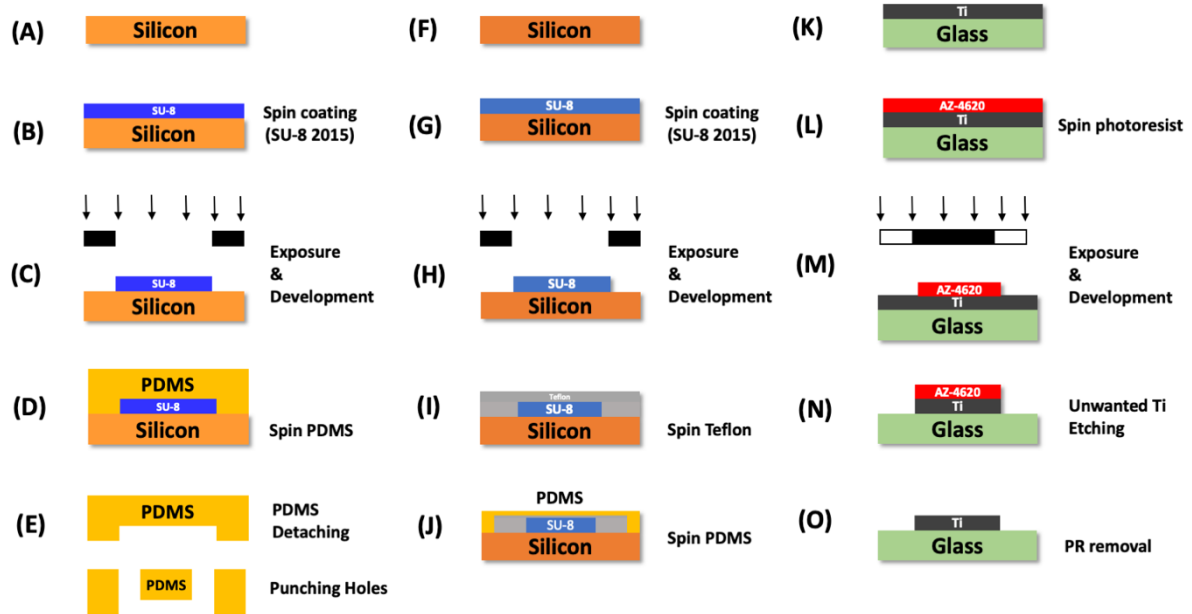 (A)
Silicon
(B)
SU-8
Silicon
Spin coating
(SU-8 2015)
(C)
SU-8
Silicon
Exposure
&
Development
(D)
PDMS
SU-8
Silicon
Spin PDMS
(E)
PDMS
PDMS
Detaching
PDMS
Punching Holes
(F)
Silicon
(G)
SU-8
Silicon
Spin coating
(SU-8 2015)
(H)
SU-8
Silicon
Exposure
&
Development
(I)
Teflon
SU-8
Silicon
Spin Teflon
(J)
PDMS
SU-8
Silicon
Spin PDMS
(K)
Ti
Glass
(L)
AZ-4620
Ti
Glass
Spin photoresist
(M)
AZ-4620
Ti
Glass
Exposure
&
Development
(N)
AZ-4620
Ti
Glass
Unwanted Ti
Etching
(O)
Ti
Glass
PR removal